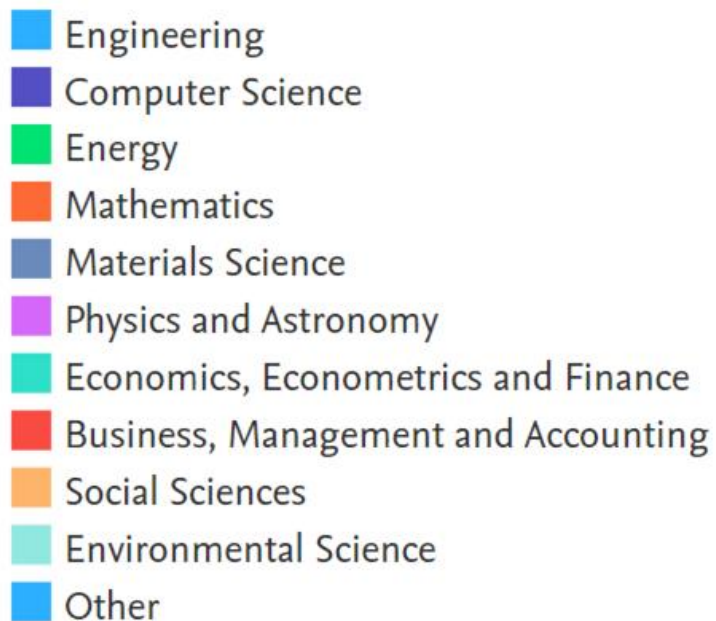 Engineering
Computer Science
Energy
Mathematics
Materials Science
Physics and Astronomy
Economics, Econometrics and Finance
Business, Management and Accounting
Social Sciences
Environmental Science
Other